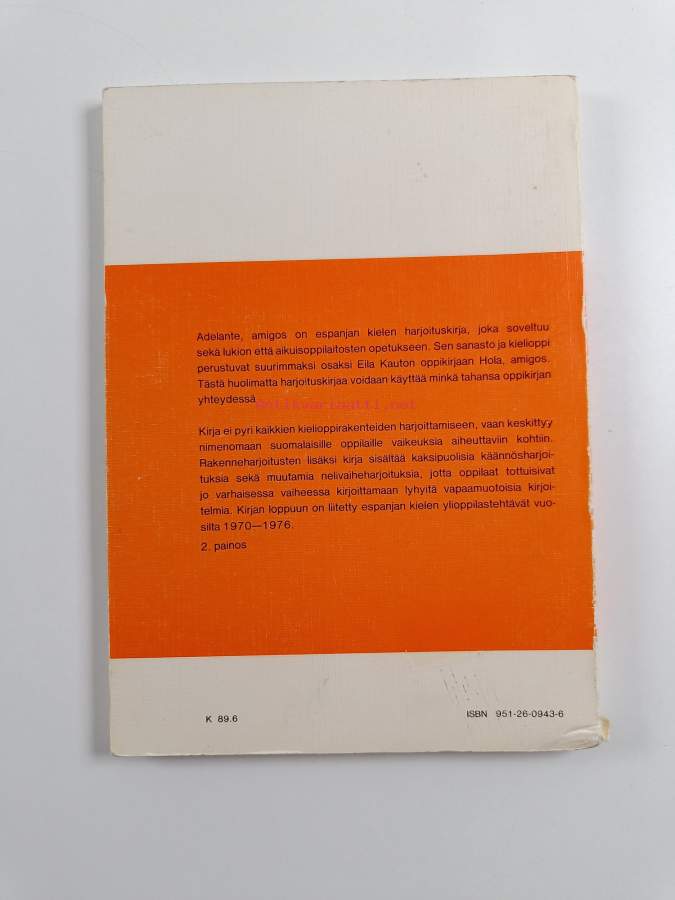 Adelante, amigos on espanjan kielen harjoituskirja, joka soveltuu
sekä lukion että aikuisoppilaitosten opetukseen. Sen sanasto ja kielioppi
perustuvat suurimmaksi osaksi Eila Kauton oppikirjaan Hola, amigos.
Tästä huolimatta harjoituskirjaa voidaan käyttää minkä tahansa oppikirjan
yhteydessä.
antikvariaatti.net
Kirja ei pyri kaikkien kielioppirakenteiden harjoittamiseen, vaan keskittyy
nimenomaan suomalaisille oppilaille vaikeuksia aiheuttaviin kohtiin.
Rakenneharjoitusten lisäksi kirja sisältää kaksipuolisia käännösharjoi-
tuksia sekä muutamia nelivaiheharjoituksia, jotta oppilaat tottuisivat
jo varhaisessa vaiheessa kirjoittamaan lyhyitä vapaamuotoisia kirjoi-
telmia. Kirjan loppuun on liitetty espanjan kielen ylioppilastehtävät vuo-
silta 1970—1976.
2. painos
K 89.6
ISBN 951-26-0943-6